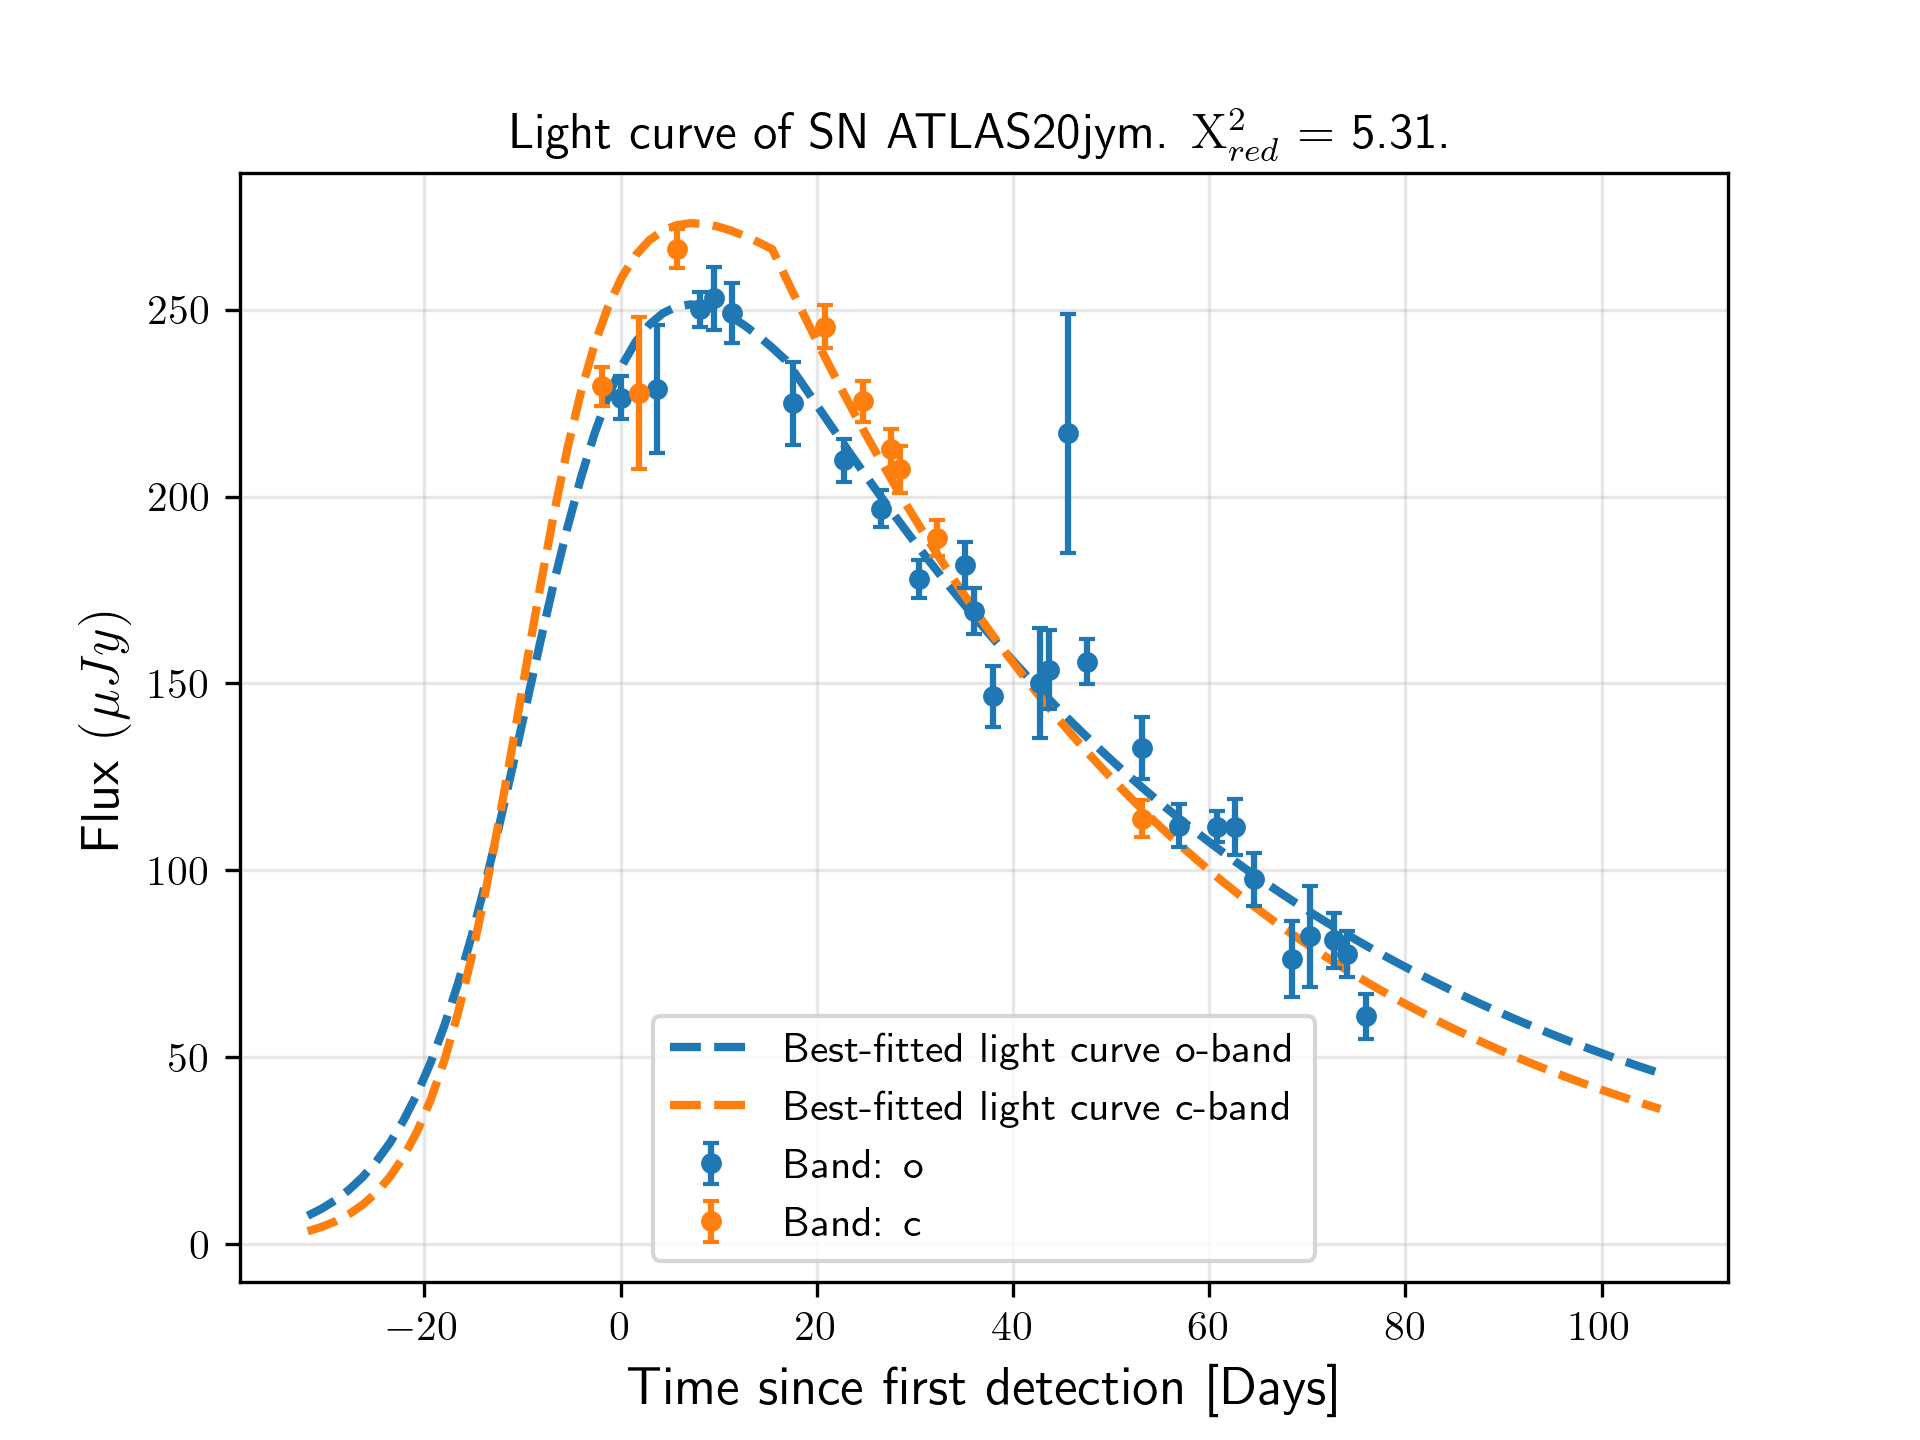 Light curve of SN ATLAS20jym. X²_red = 5.31.
250
200
150
100
50
0
Flux (μJy)
Best-fitted light curve o-band
Best-fitted light curve c-band
Band: o
Band: c
−20 0 20 40 60 80 100
Time since first detection [Days]